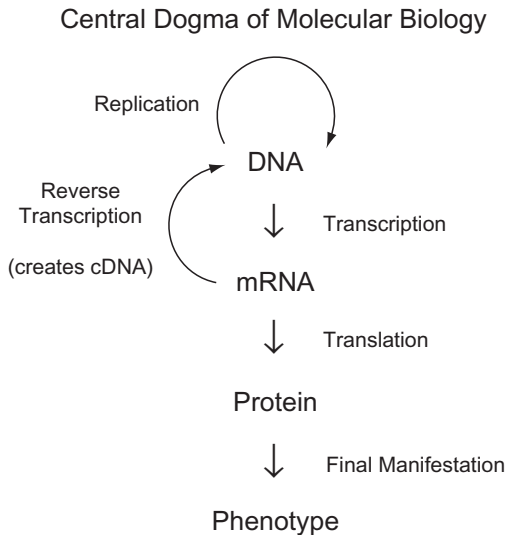 Central Dogma of Molecular Biology
Replication
DNA
Reverse
Transcription
(creates cDNA)
Transcription
mRNA
Translation
Protein
Final Manifestation
Phenotype